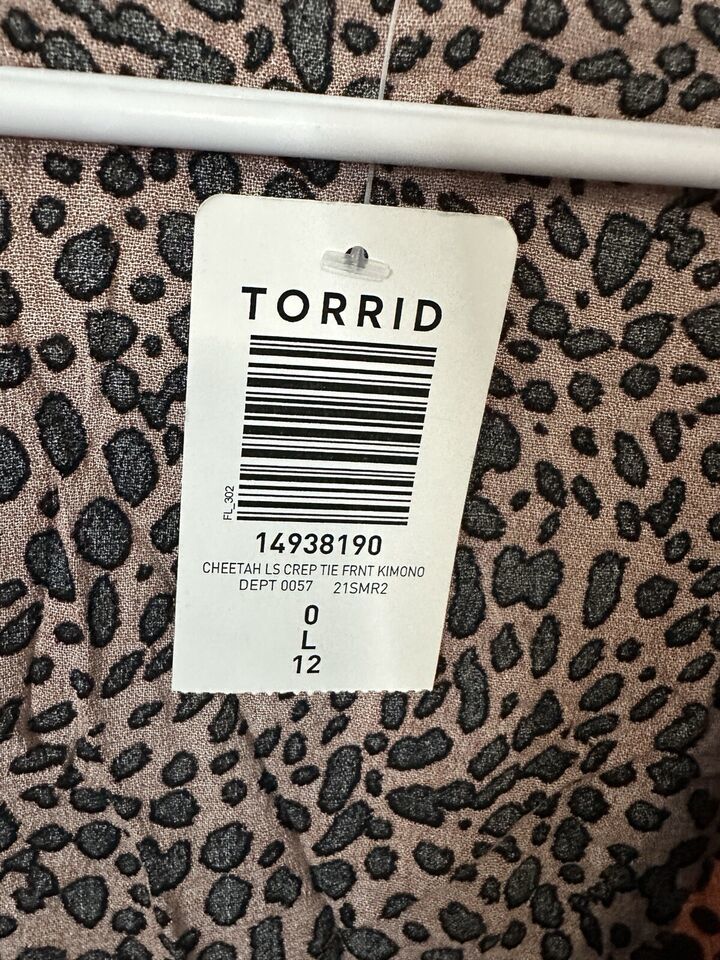 TORRID
FL_302
14938190
CHEETAH LS CREP TIE FRNT KIMONO
DEPT 0057 21SMR2
0
L
12